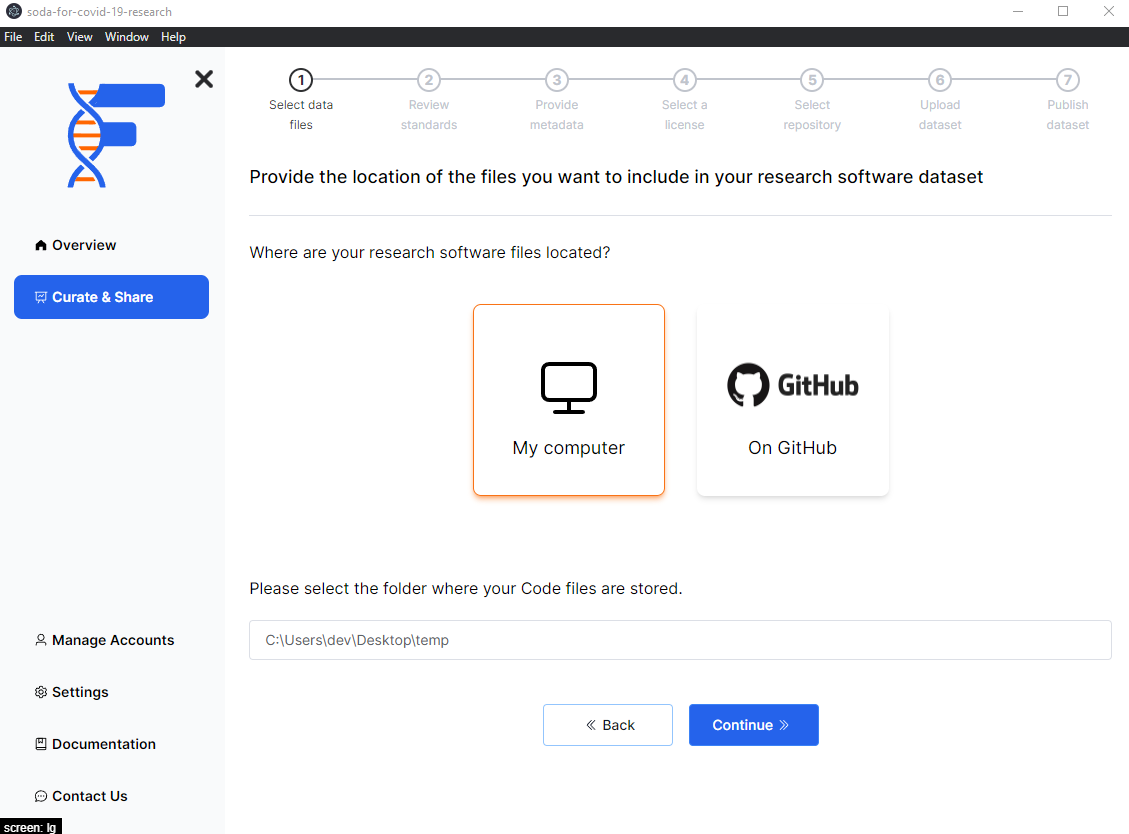 soda-for-covid-19-research
File Edit View Window Help
1 2 3 4 5 6 7
Select data files
Review standards
Provide metadata
Select a license
Select repository
Upload dataset
Publish dataset
Overview
Curate & Share
Manage Accounts
Settings
Documentation
Contact Us
screen: lg
Provide the location of the files you want to include in your research software dataset
Where are your research software files located?
My computer
GitHub
On GitHub
Please select the folder where your Code files are stored.
C:\Users\dev\Desktop\temp
Back
Continue